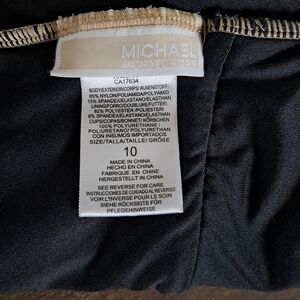 MICHAEL
MICHAEL KORS
CA17634
BODY/EXTERIOR/CORPS/AUSENSTOFF:
85% NYLON/POLIAMIDA/POLYAMID
15% SPANDEX/ELASTANO/ELASTHAN
LINING/FORRO/DOUBLURE/FUTTER:
92% POLYESTER/POLIESTER/
8% SPANDEX/ELASTANO/ELASTHAN
CUPS/COPAS/BONNET/KÖRBCHEN
100% POLYURETHANE /
POLIURETANO/ POLYURETHAN
CON INSUMOS IMPORTADOS
SIZE/TALLA/TAILLE/ GRÖßE
10
MADE IN CHINA
HECHO EN CHINA
FABRIQUE EN CHINE
HERGESTELLT IN CHINA
SEE REVERSE FOR CARE
INSTRUCCIONES DE CUIDADO AL REVERSO
VOIR L'INVERSE POUR LE SOIN
SIEHE RÜCKSEITE FÜR
PFLEGEHINWEISE